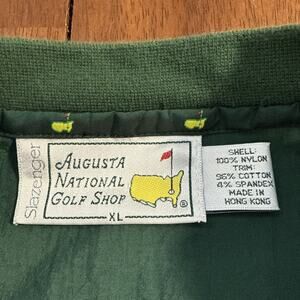 Slazenger
AUGUSTA
NATIONAL
GOLF SHOP
XL
®
SHELL:
100% NYLON
TRIM:
96% COTTON
4% SPANDEX
MADE IN
HONG KONG